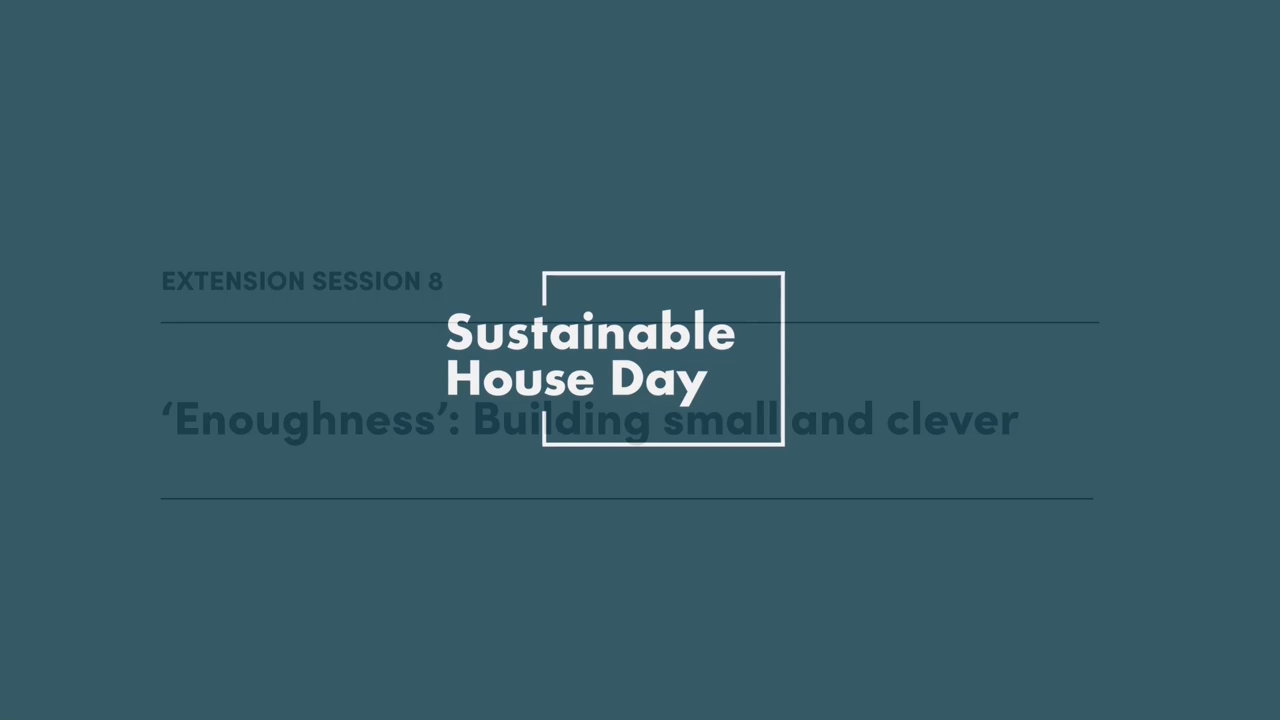 EXTENSION SESSION 8
Sustainable
House Day
‘Enoughness’: Building small and clever